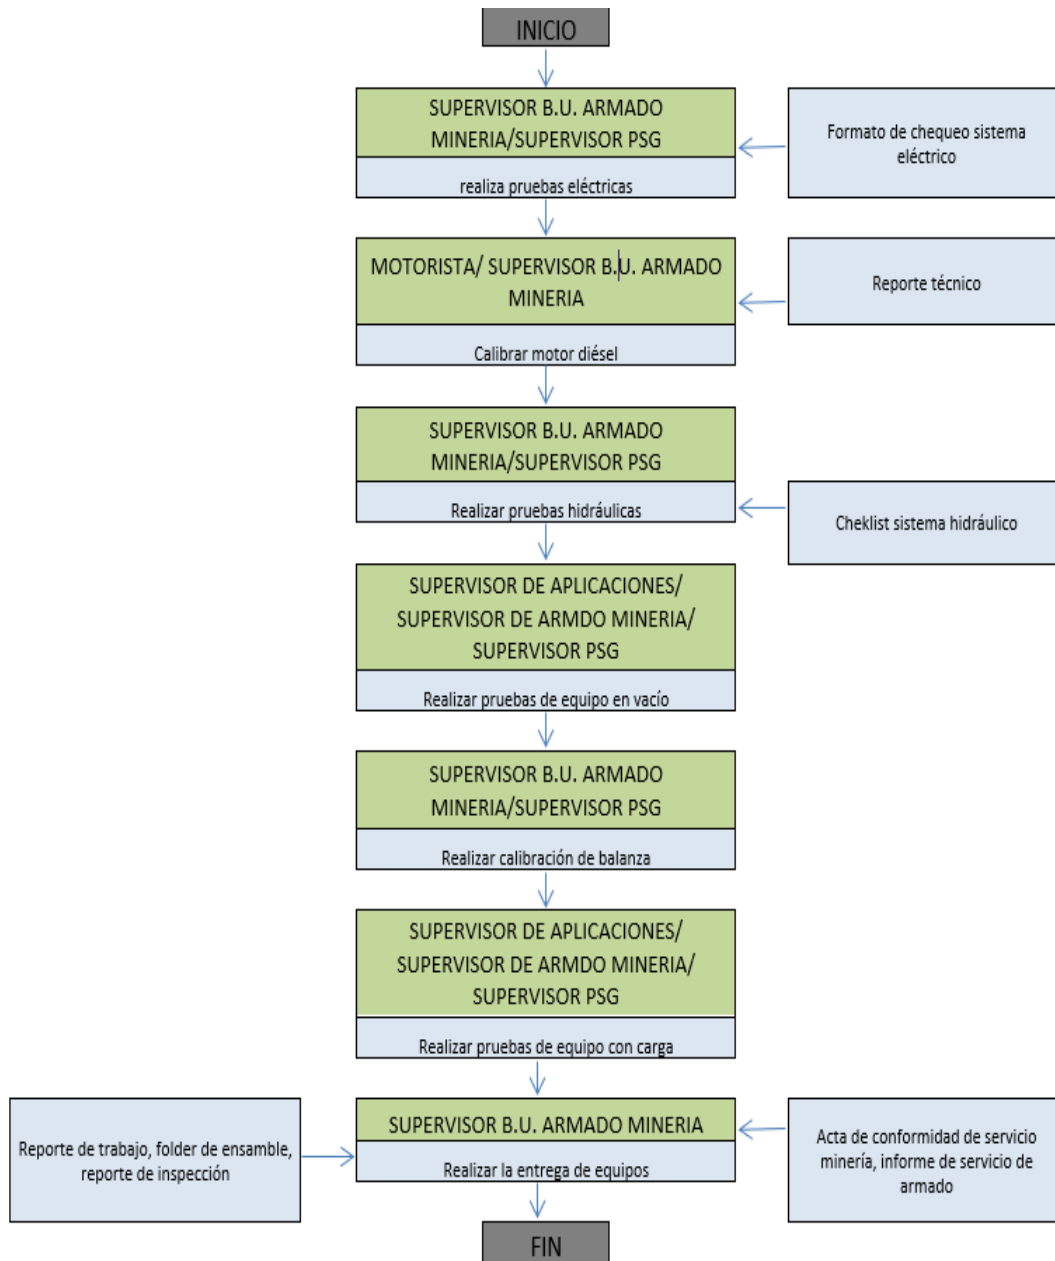 INICIO
SUPERVISOR B.U. ARMADO
MINERIA/SUPERVISOR PSG
realiza pruebas eléctricas
Formato de chequeo sistema
eléctrico
MOTORISTA/ SUPERVISOR B.U. ARMADO
MINERIA
Calibrar motor diésel
Reporte técnico
SUPERVISOR B.U. ARMADO
MINERIA/SUPERVISOR PSG
Realizar pruebas hidráulicas
Cheklist sistema hidráulico
SUPERVISOR DE APLICACIONES/
SUPERVISOR DE ARMDO MINERIA/
SUPERVISOR PSG
Realizar pruebas de equipo en vacío
SUPERVISOR B.U. ARMADO
MINERIA/SUPERVISOR PSG
Realizar calibración de balanza
SUPERVISOR DE APLICACIONES/
SUPERVISOR DE ARMDO MINERIA/
SUPERVISOR PSG
Realizar pruebas de equipo con carga
Reporte de trabajo, folder de ensamble,
reporte de inspección
SUPERVISOR B.U. ARMADO MINERIA
Realizar la entrega de equipos
Acta de conformidad de servicio
minería, informe de servicio de
armado
FIN